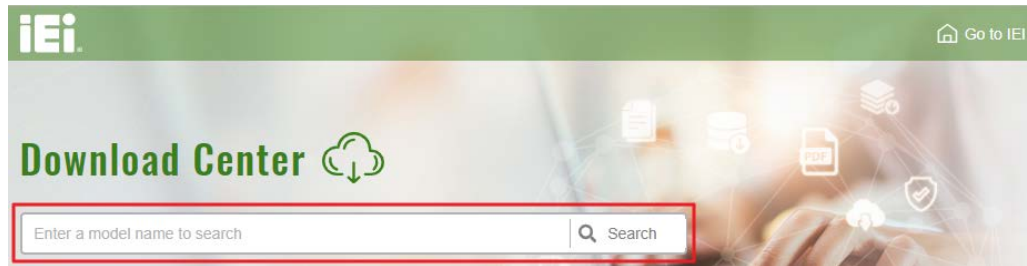 iEi
Go to IEI
Download Center
PDF
Enter a model name to search
Search